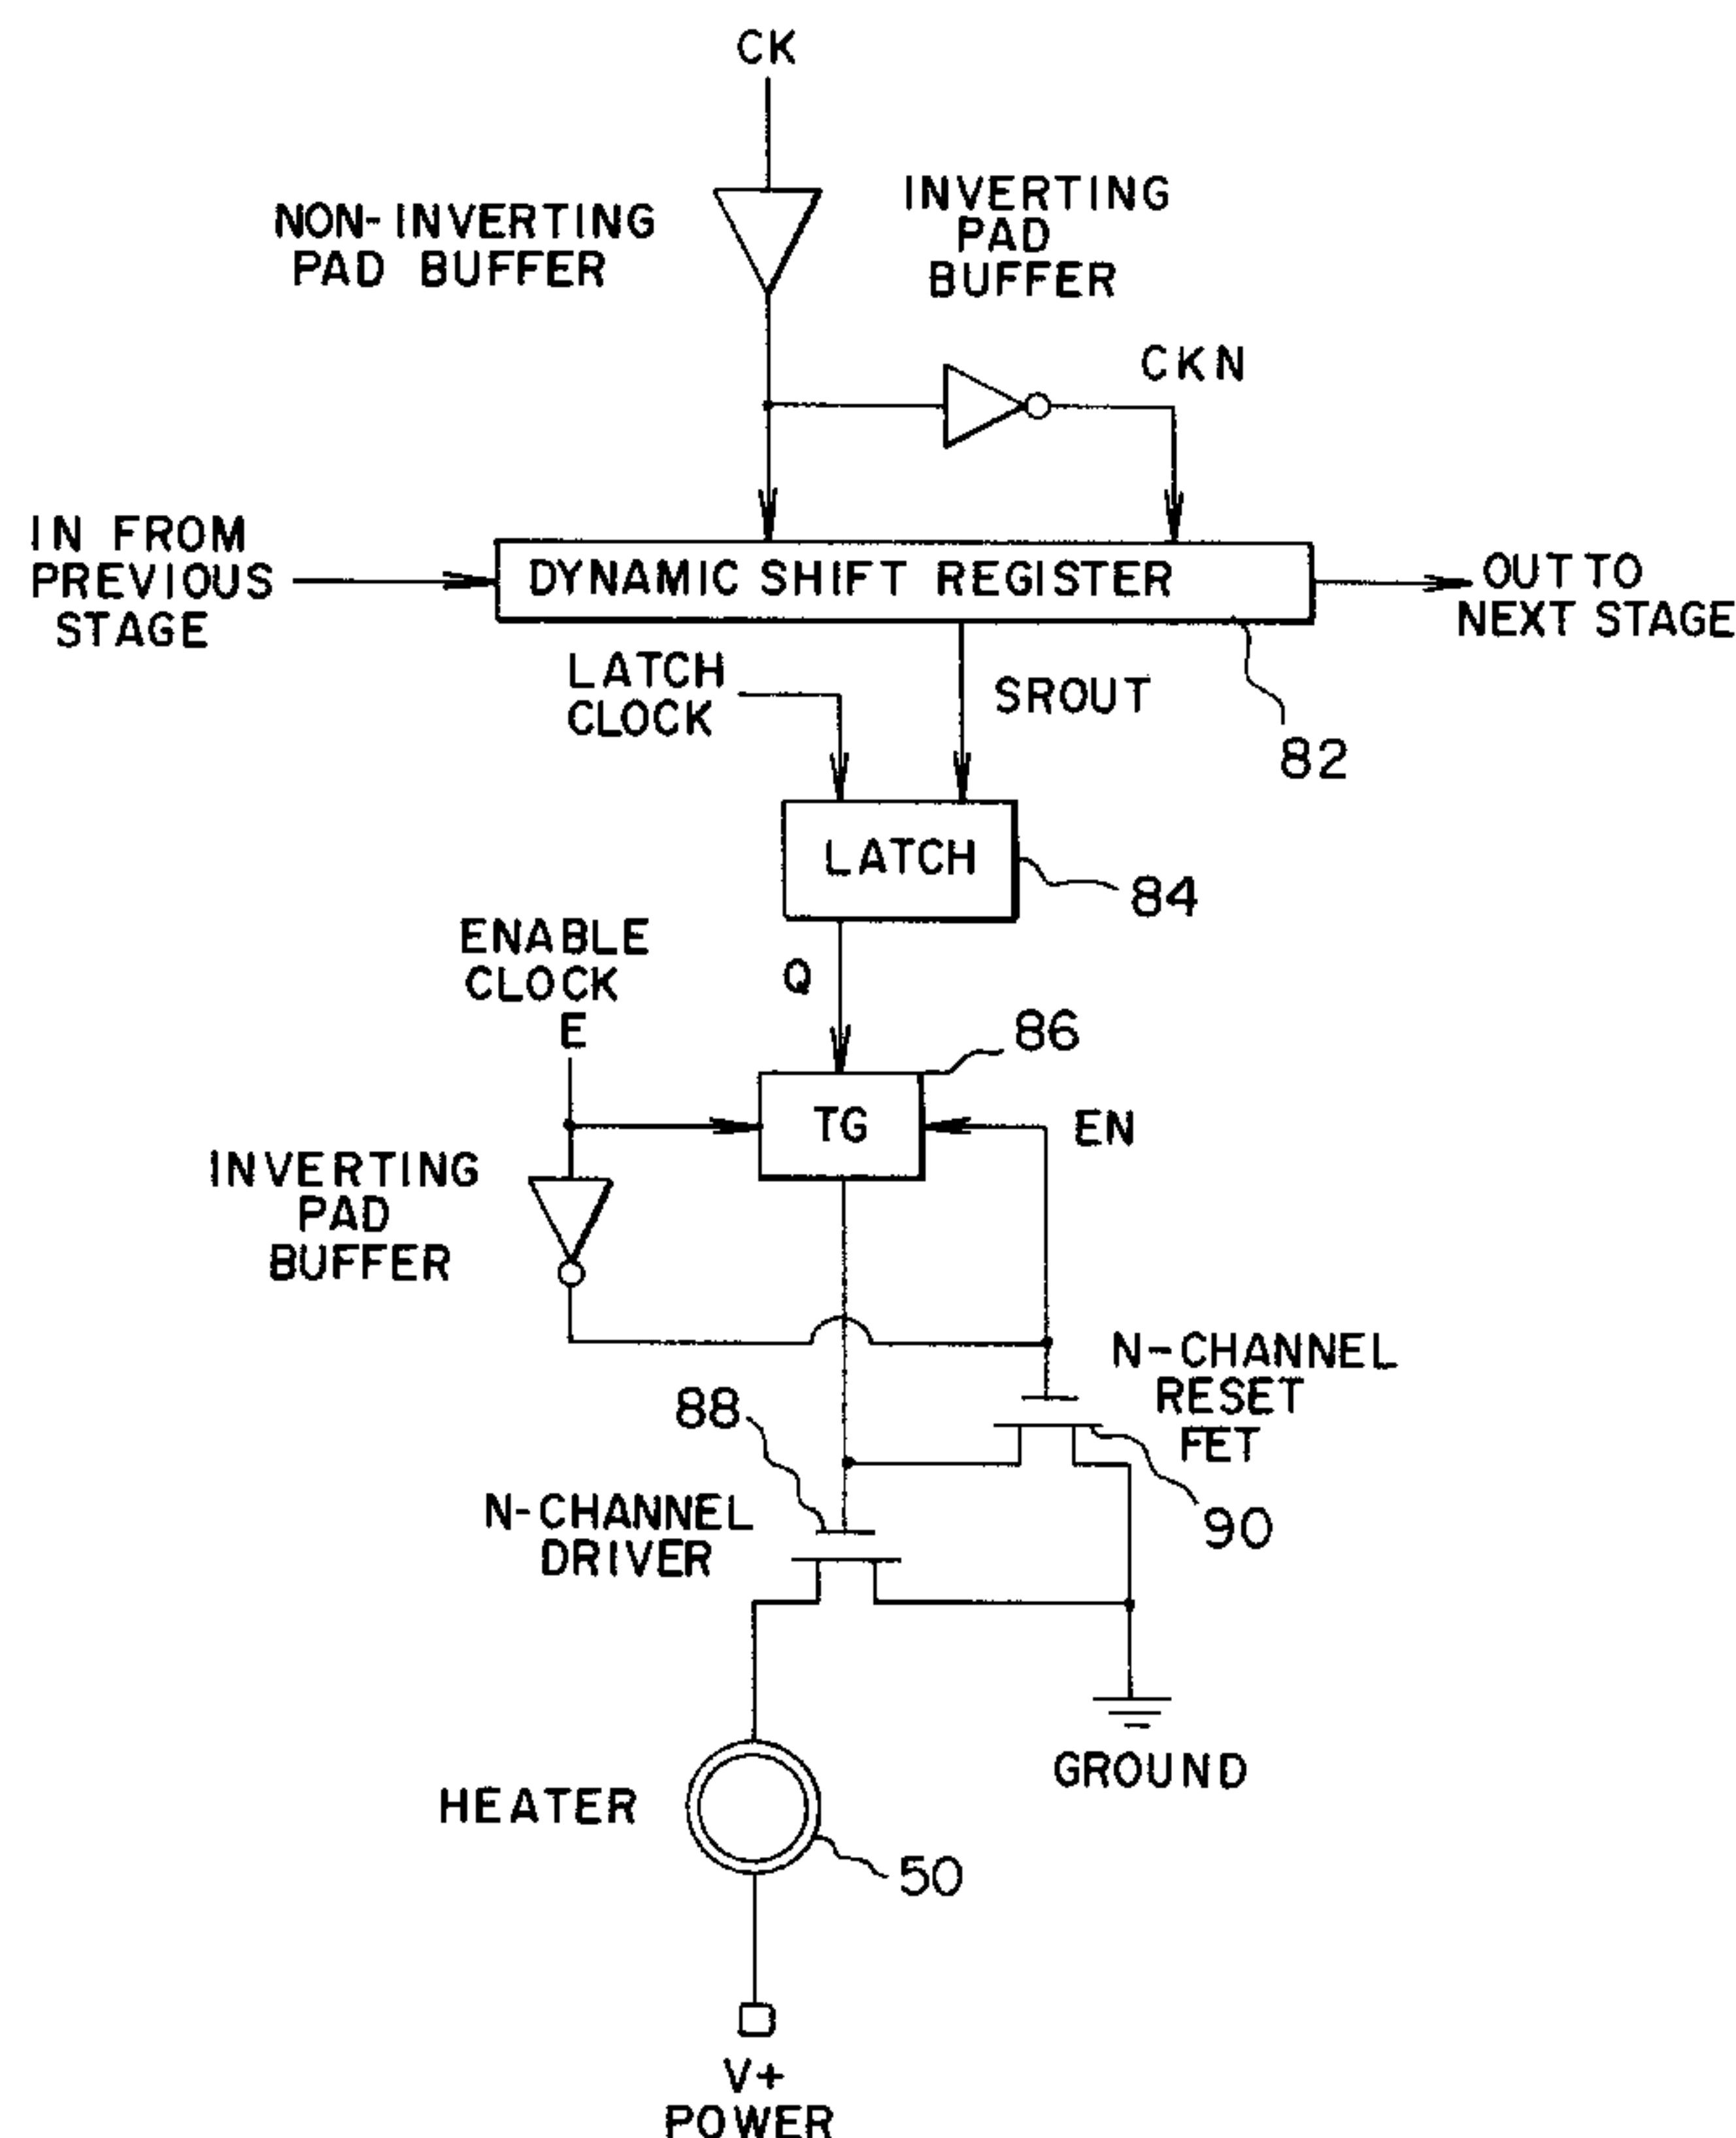 CK
NON-INVERTING
PAD BUFFER
INVERTING
PAD
BUFFER
CKN
IN FROM
PREVIOUS
STAGE
DYNAMIC SHIFT REGISTER
OUT TO
NEXT STAGE
LATCH
CLOCK
SROUT
82
LATCH
84
ENABLE
CLOCK
E
Q
86
TG
EN
INVERTING
PAD
BUFFER
N-CHANNEL
RESET
FET
88
90
N-CHANNEL
DRIVER
GROUND
HEATER
50
V+
POWER